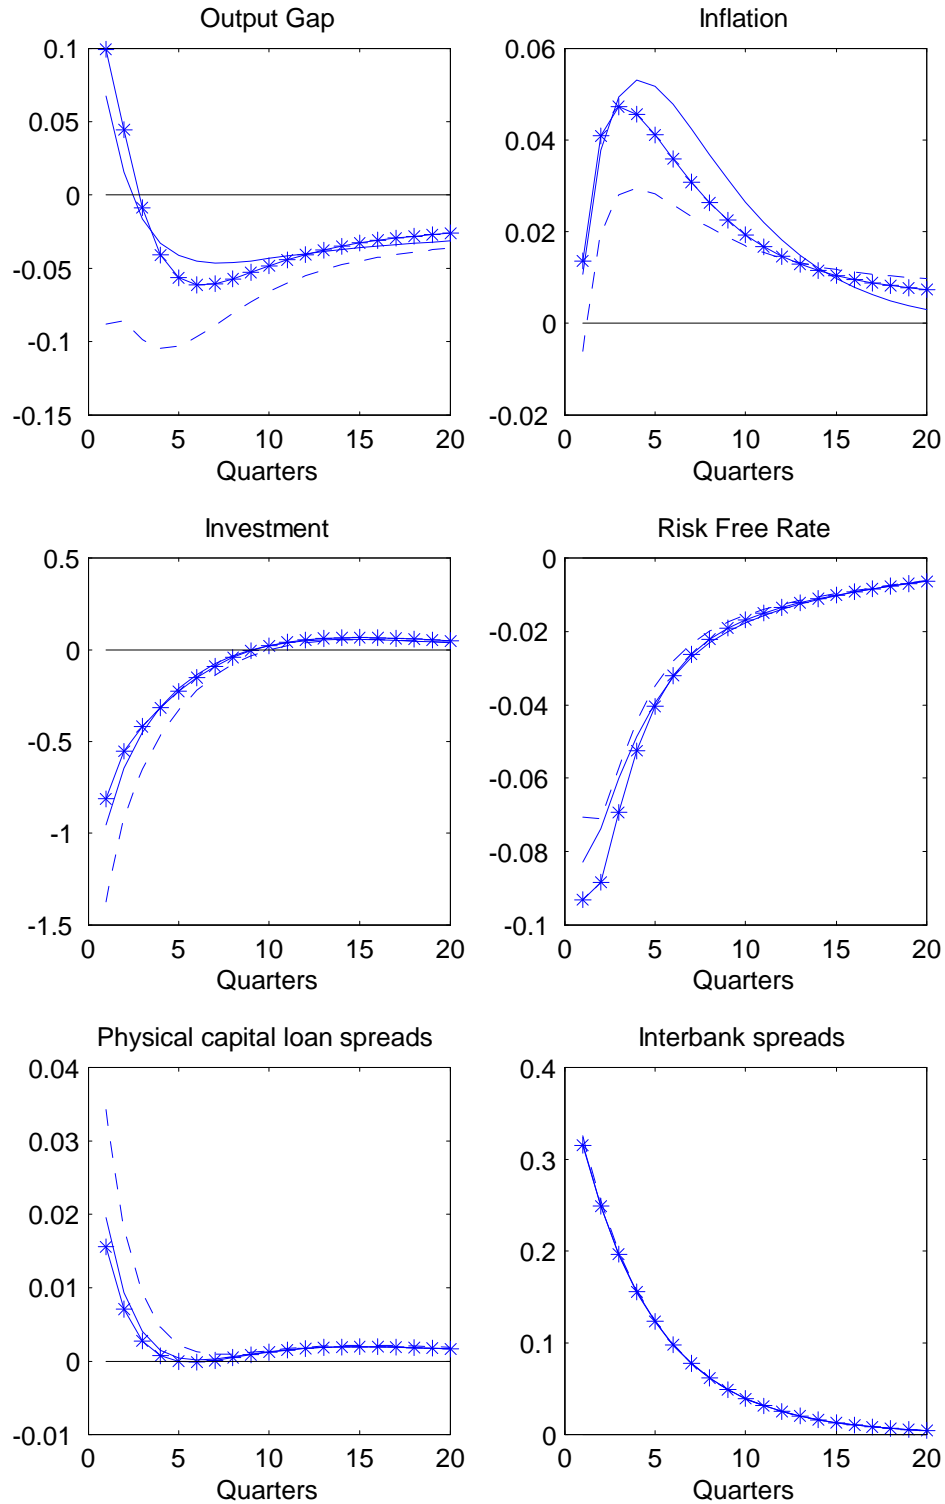 Output Gap
0.1
0.05
0
-0.05
-0.1
-0.15
0 5 10 15 20
Quarters
Inflation
0.06
0.04
0.02
0
-0.02
0 5 10 15 20
Quarters
Investment
0.5
0
-0.5
-1
-1.5
0 5 10 15 20
Quarters
Risk Free Rate
0
-0.02
-0.04
-0.06
-0.08
-0.1
0 5 10 15 20
Quarters
Physical capital loan spreads
0.04
0.03
0.02
0.01
0
-0.01
0 5 10 15 20
Quarters
Interbank spreads
0.4
0.3
0.2
0.1
0
0 5 10 15 20
Quarters